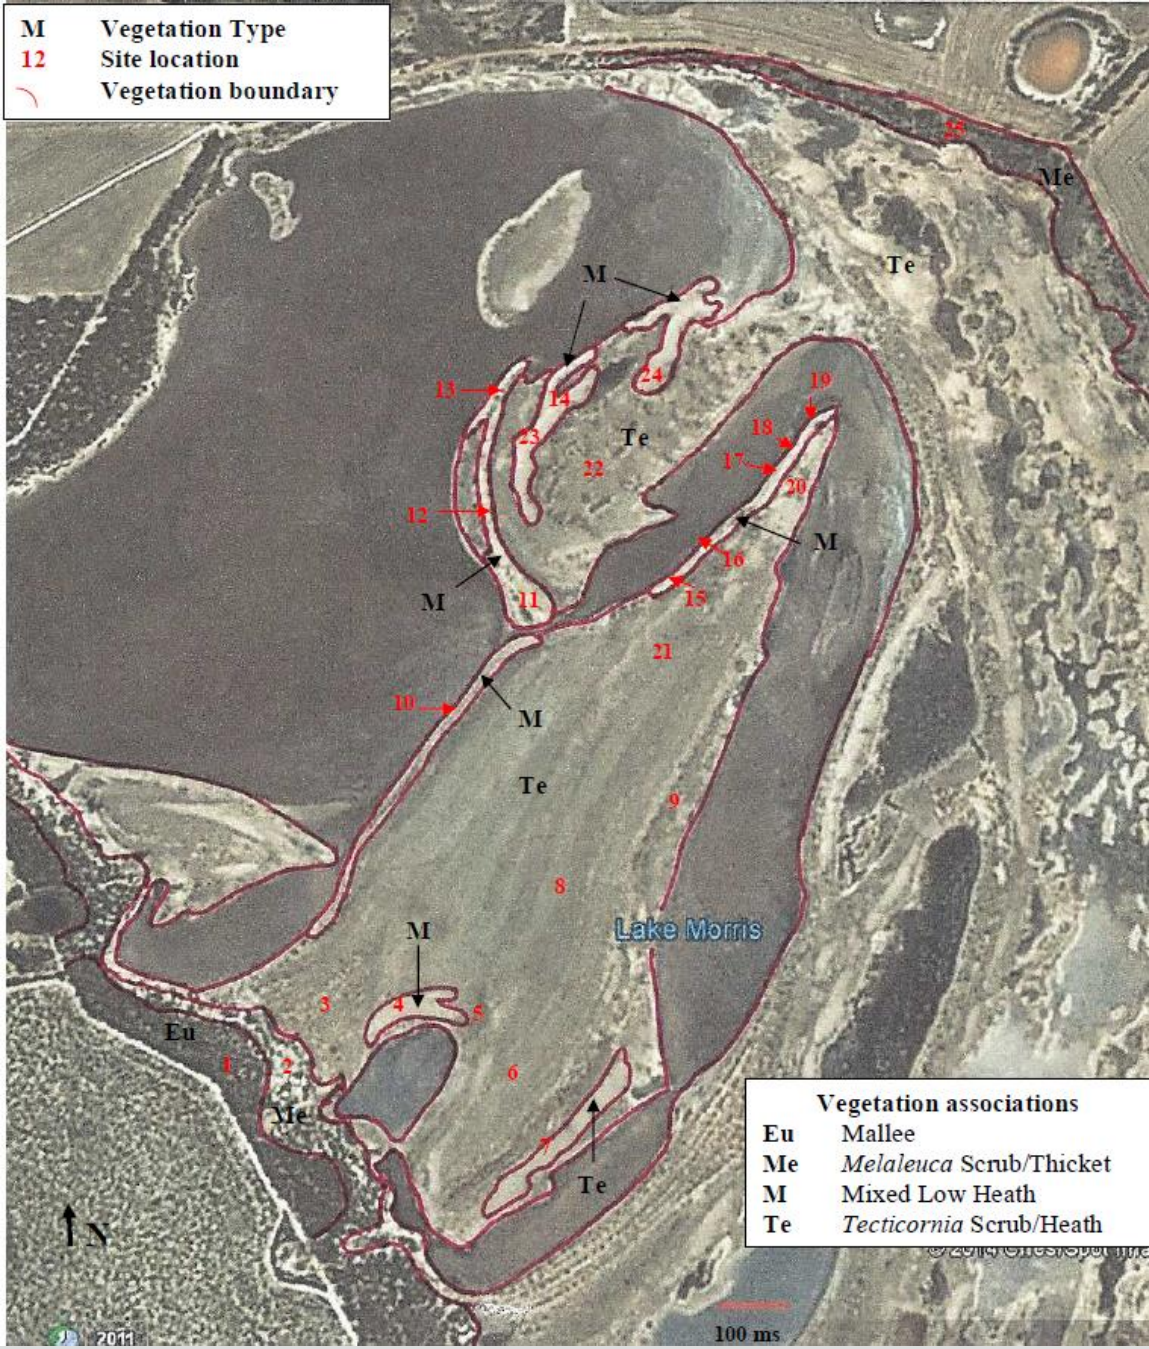 M Vegetation Type
12 Site location
Vegetation boundary
25
Me
Te
M
19
13
24
14
18
23
Te
17
22
20
12
M
16
15
M
11
21
10
M
Te
9
8
Lake Morris
M
3
4
5
Eu
1
2
6
Me
7
Te
Vegetation associations
Eu Mallee
Me Melaleuca Scrub/Thicket
M Mixed Low Heath
Te Tecticornia Scrub/Heath
N
© 2014
100 ms
2011